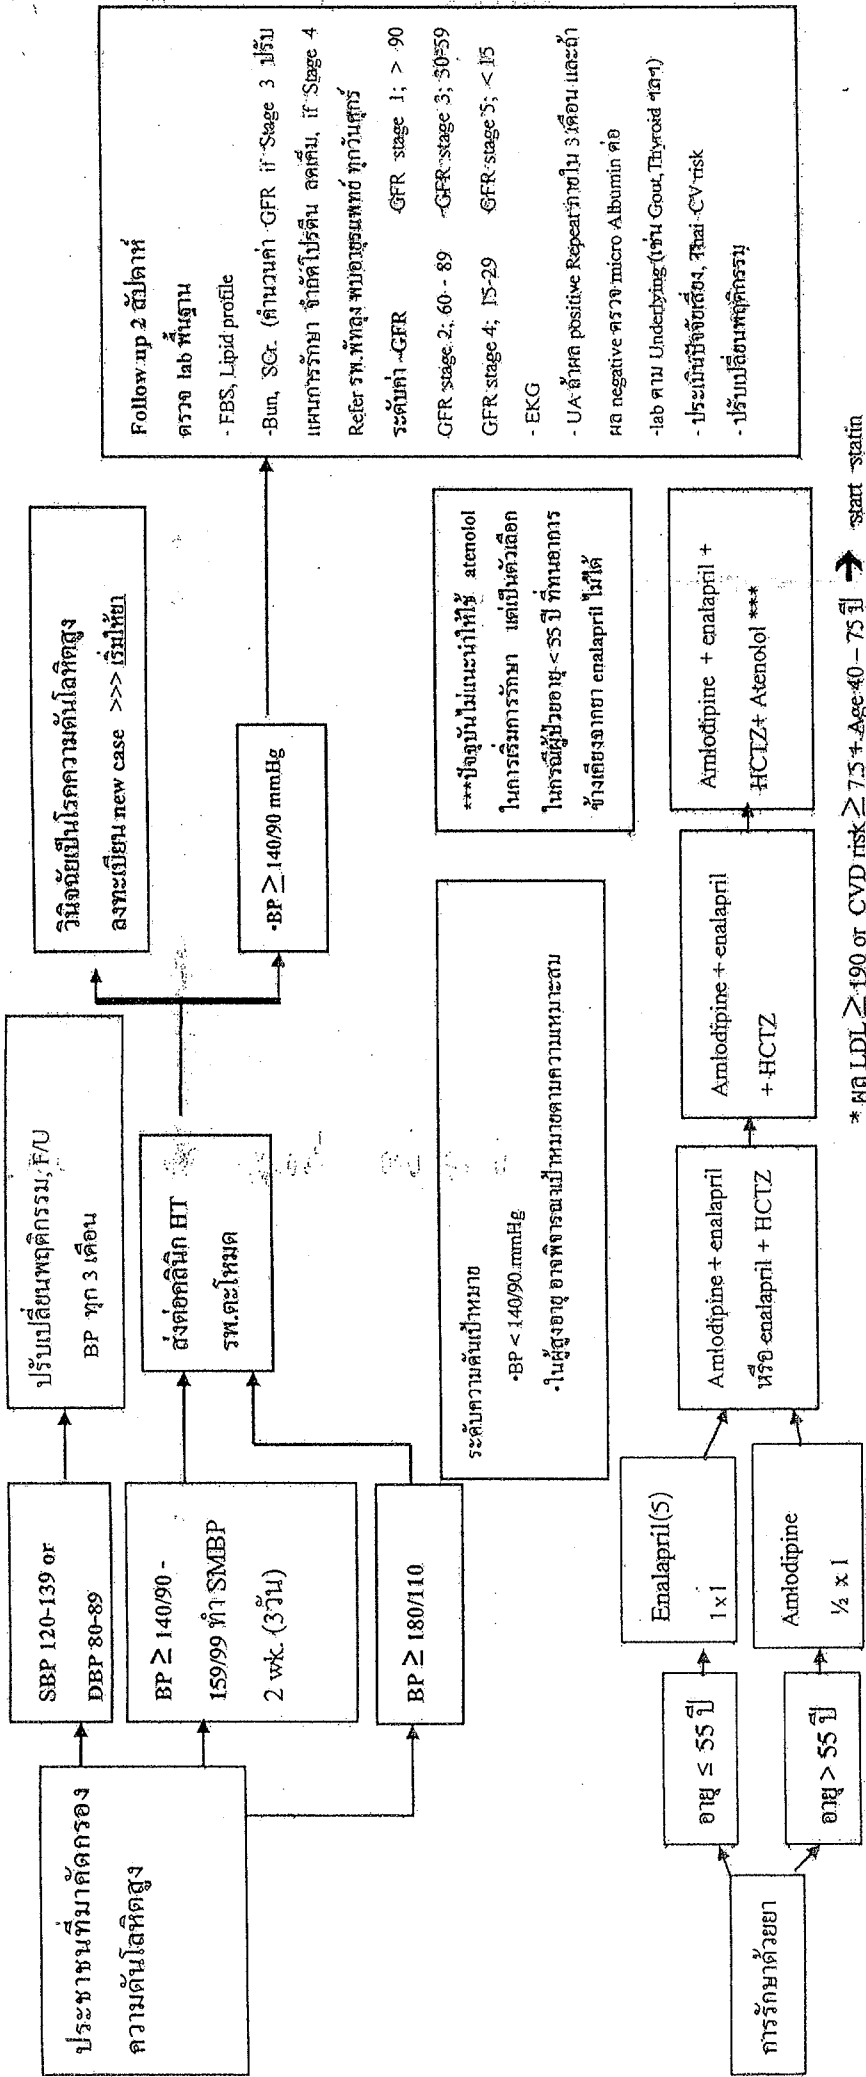 ประชาชนที่มาคัดกรอง
ความดันโลหิตสูง
SBP 120-139 or
DBP 80-89
ปรับเปลี่ยนพฤติกรรม, F/U
BP ทุก 3 เดือน
BP ≥ 140/90 -
159/99 ทำ SMBP
2 wk. (3วัน)
BP ≥ 180/110
ส่งต่อคลินิก HT
รพ.ตะโหมด
วินิจฉัยเป็นโรคความดันโลหิตสูง
ลงทะเบียน new case >>> เริ่มให้ยา
•BP ≥ 140/90 mmHg
Follow up 2 สัปดาห์
ตรวจ lab พื้นฐาน
- FBS, Lipid profile
-Bun, SCr. (คำนวนค่า GFR if Stage 3 ปรับ
แผนการรักษา จำกัดโปรตีน ลดเค็ม, if Stage 4
Refer รพ.พัทลุง พบอายุรแพทย์ ทุกวันศุกร์
ระดับค่า GFR GFR stage 1; > 90
GFR stage 2; 60 - 89 GFR stage 3; 30-59
GFR stage 4; 15-29 GFR stage 5; < 15
- EKG
- UA ถ้าผล positive Repeat ภายใน 3 เดือน และถ้า
ผล negative ตรวจ micro Albumin ต่อ
-lab ตาม Underlying (เช่น Gout, Thyroid ฯลฯ)
- ประเมินปัจจัยเสี่ยง, Thai CV risk
- ปรับเปลี่ยนพฤติกรรม
ระดับความดันเป้าหมาย
•BP < 140/90 mmHg
•ในผู้สูงอายุ อาจพิจารณาเป้าหมายตามความเหมาะสม
***ปัจจุบันไม่แนะนำให้ใช้ atenolol
ในการเริ่มการรักษา แต่เป็นตัวเลือก
ในกรณีผู้ป่วยอายุ < 55 ปี ที่ทนอาการ
ข้างเคียงจากยา enalapril ไม่ได้
การรักษาด้วยยา
อายุ ≤ 55 ปี
อายุ > 55 ปี
Enalapril(5)
1 x 1
Amlodipine
½ x 1
Amlodipine + enalapril
หรือ enalapril + HCTZ
Amlodipine + enalapril
+ HCTZ
Amlodipine + enalapril +
HCTZ+ Atenolol ***
* ผล LDL ≥ 190 or CVD risk ≥ 7.5 + Age 40 – 75 ปี ➔ start statin